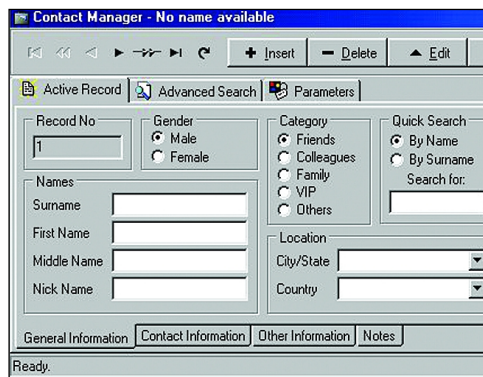 Contact Manager - No name available
Insert Delete Edit
Active Record Advanced Search Parameters
Record No Gender Category Quick Search
1
Male
Female
Friends
Colleagues
Family
VIP
Others
By Name
By Surname
Search for:
Names
Surname
First Name
Middle Name
Nick Name
Location
City/State
Country
General Information Contact Information Other Information Notes
Ready.